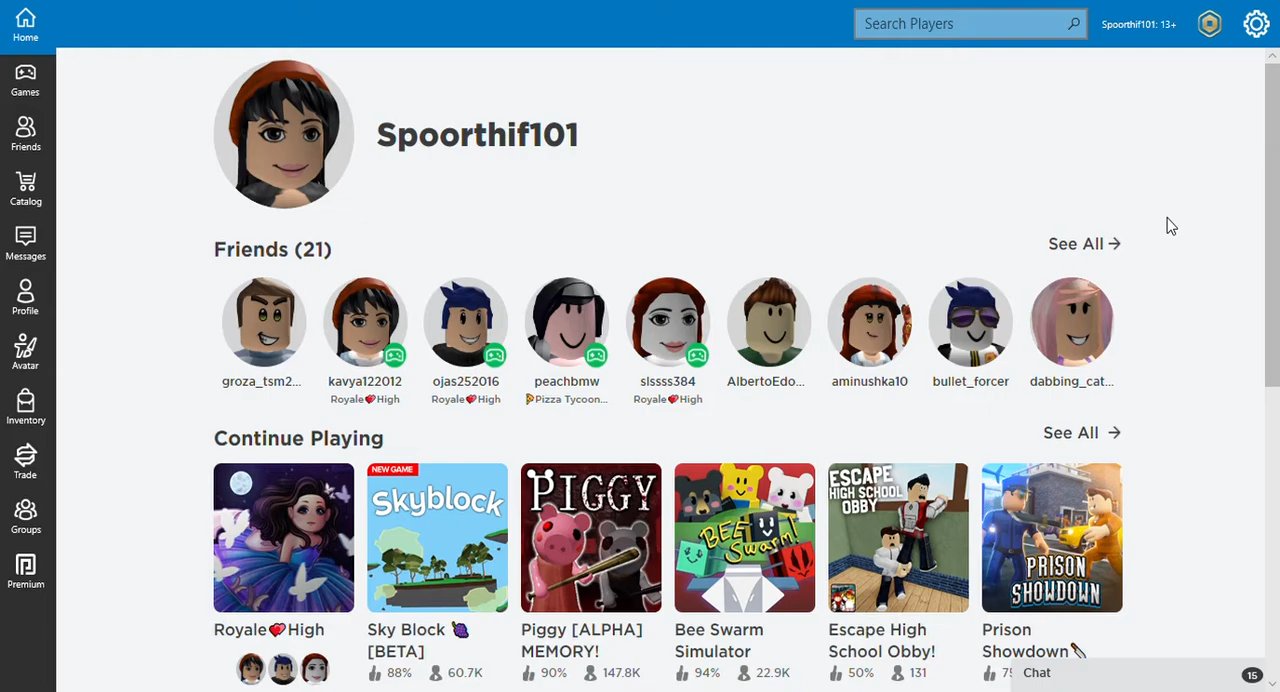 Home
Search Players
Spoorthif101: 13+
Games
Friends
Catalog
Messages
Profile
Avatar
Inventory
Trade
Groups
Premium
Spoorthif101
Friends (21)
See All →
groza_tsm2...
kavya122012
Royale❤️High
ojas252016
Royale❤️High
peachbmw
🍕Pizza Tycoon...
slssss384
Royale❤️High
AlbertoEdo...
aminushka10
bullet_forcer
dabbing_cat...
Continue Playing
See All →
NEW GAME
Skyblock
PIGGY
BEE
Swarm!
ESCAPE
HIGH SCHOOL
OBBY
PRISON
SHOWDOWN
Royale❤️High
Sky Block 🍇
[BETA]
88% 60.7K
Piggy [ALPHA]
MEMORY!
90% 147.8K
Bee Swarm
Simulator
94% 22.9K
Escape High
School Obby!
50% 131
Prison
Showdown🔪
Chat
15